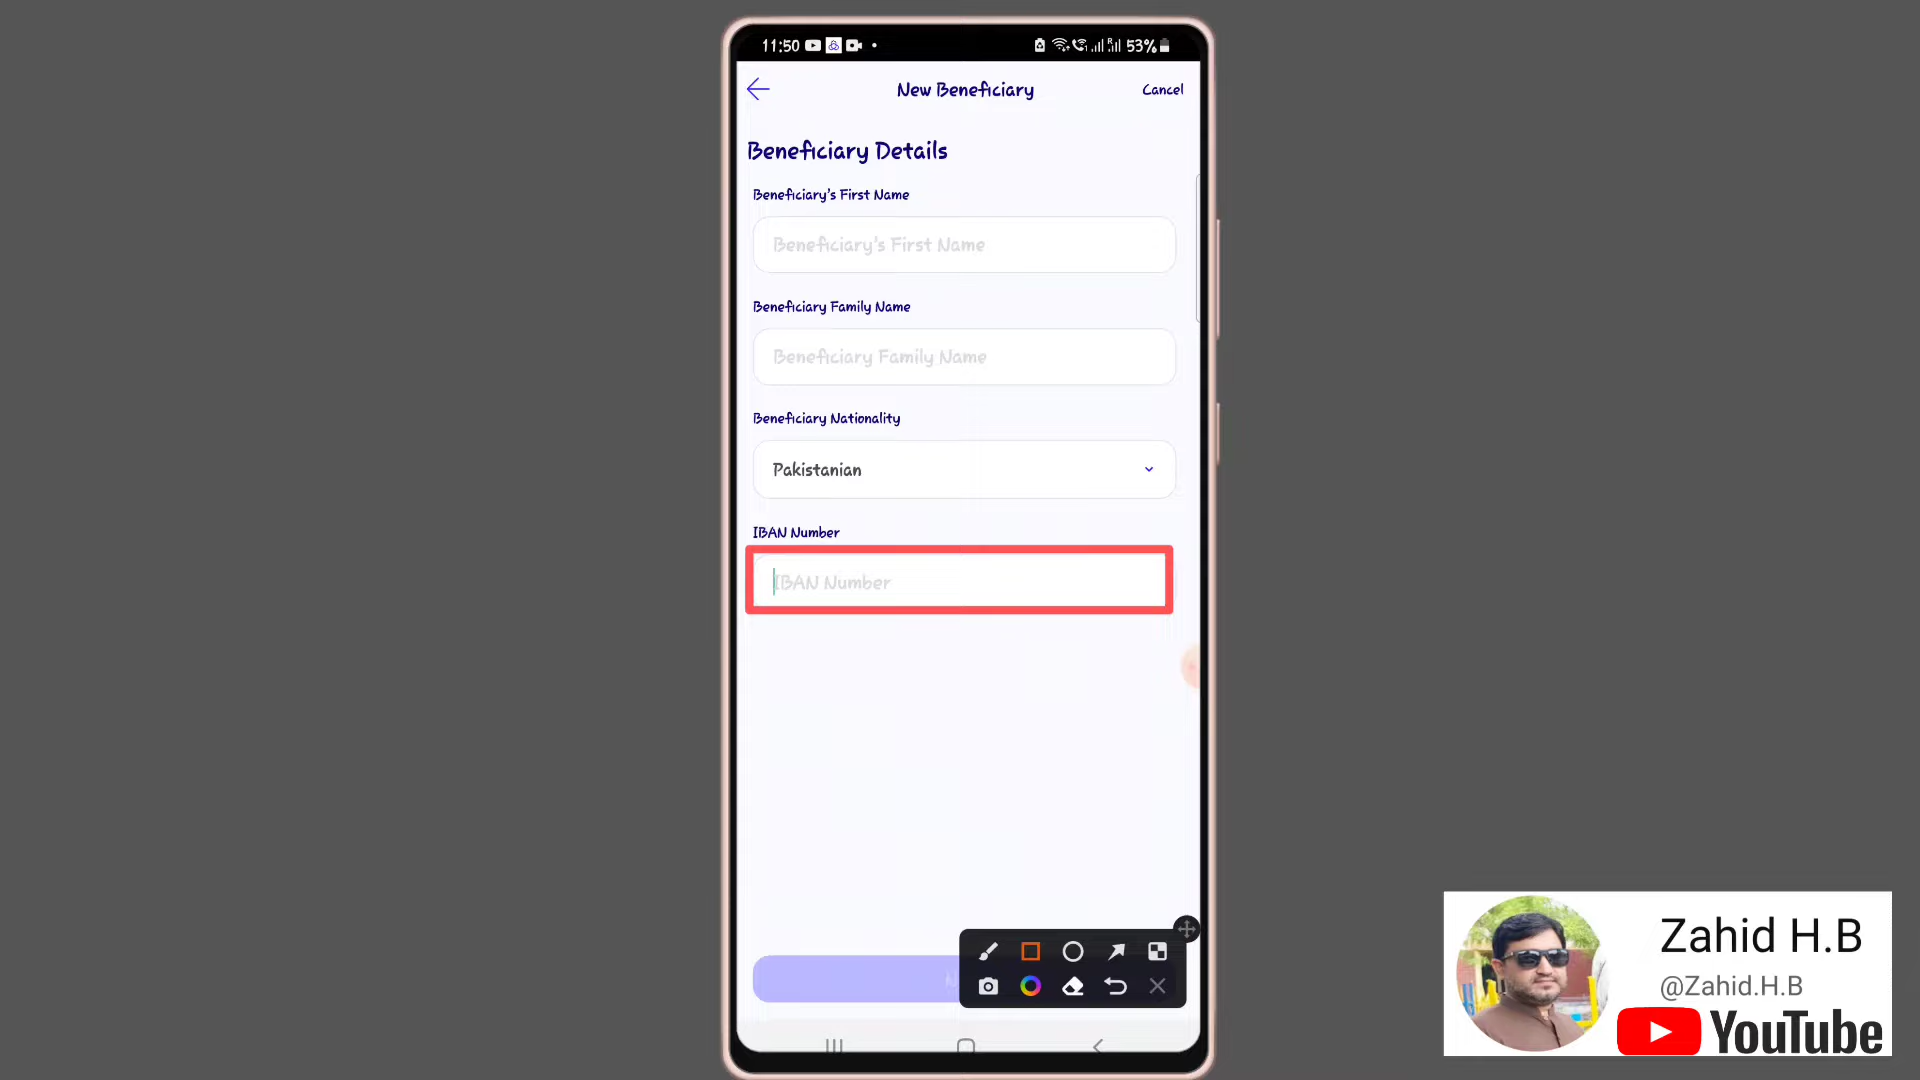 11:50
53%
New Beneficiary
Cancel
Beneficiary Details
Beneficiary's First Name
Beneficiary's First Name
Beneficiary Family Name
Beneficiary Family Name
Beneficiary Nationality
Pakistanian
IBAN Number
IBAN Number
Zahid H.B
@Zahid.H.B
YouTube